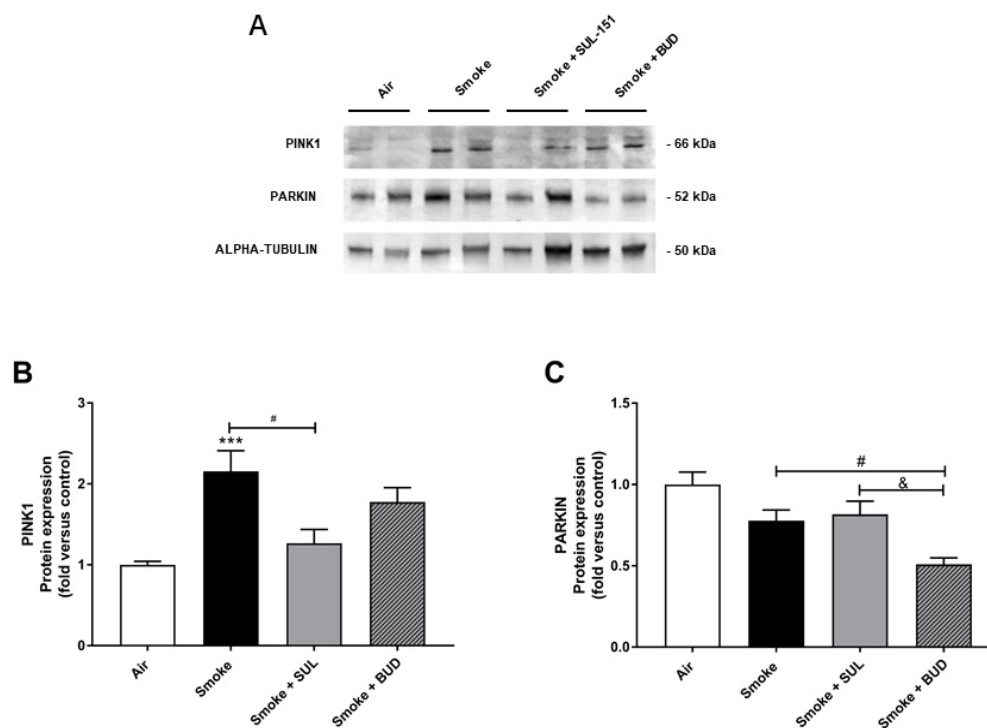 A
Air
Smoke
Smoke + SUL-151
Smoke + BUD
PINK1
- 66 kDa
PARKIN
- 52 kDa
ALPHA-TUBULIN
- 50 kDa
B
PINK1
Protein expression
(fold versus control)
3
2
1
0
***
#
Air
Smoke
Smoke + SUL
Smoke + BUD
C
PARKIN
Protein expression
(fold versus control)
1.5
1.0
0.5
0.0
#
&
Air
Smoke
Smoke + SUL
Smoke + BUD